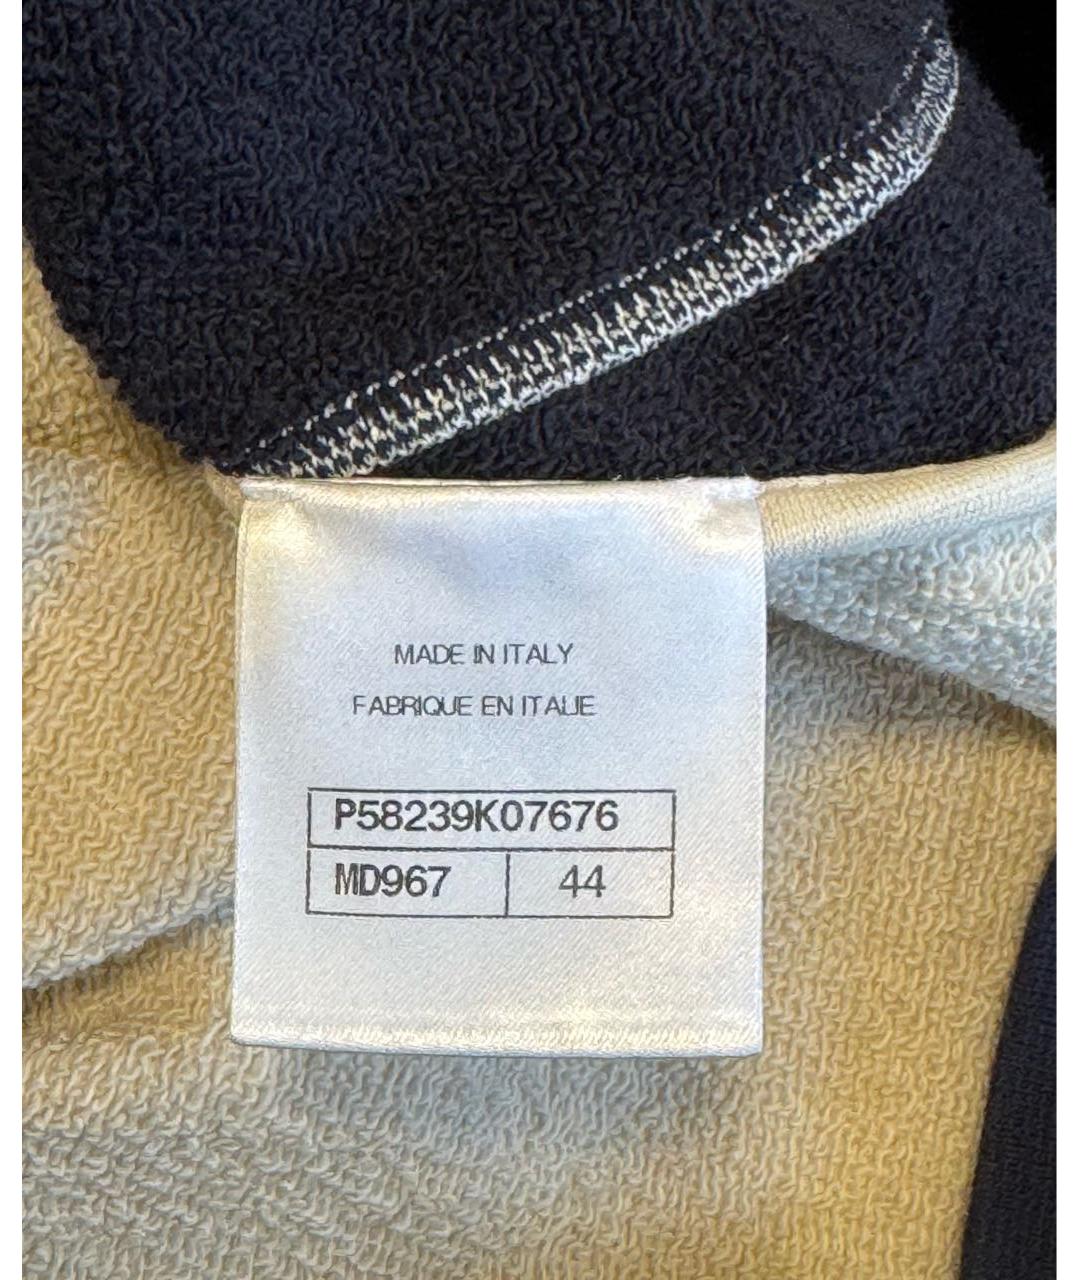 MADE IN ITALY
FABRIQUE EN ITALIE
P58239K07676
MD967 44